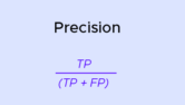 Precision
TP
(TP + FP)